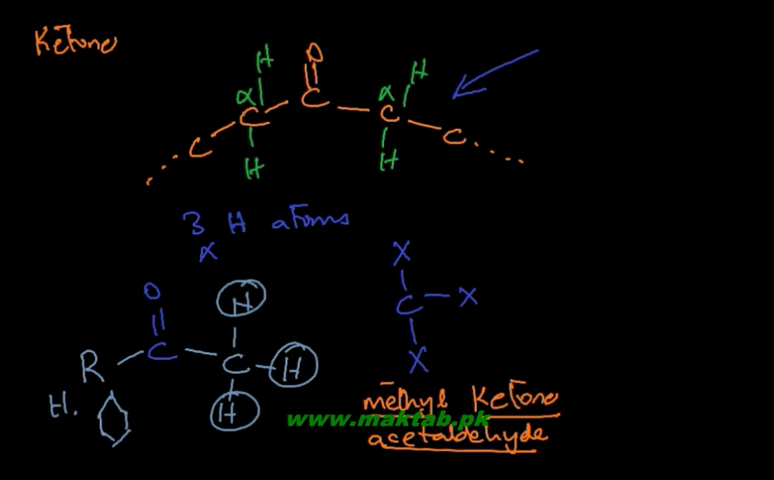 Ketone
O
H
H
α
C
α
C
C
C
C
H
H
3 H atoms
α
O
H
X
C
X
R
C
C
H
X
H.
H
methyl Ketone
www.maktab.pk
acetaldehyde